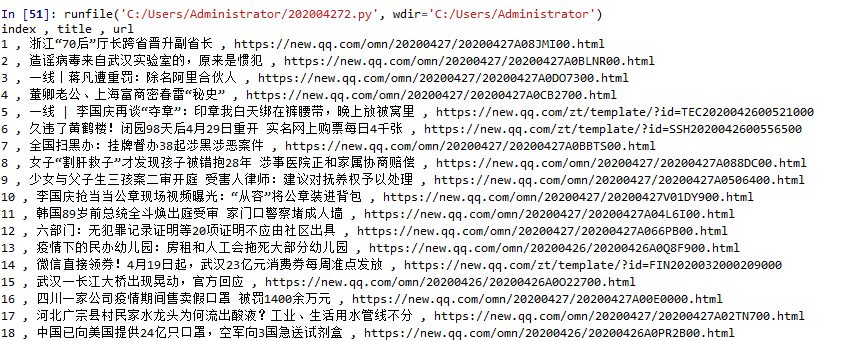 In [51]: runfile('C:/Users/Administrator/202004272.py', wdir='C:/Users/Administrator')
index , title , url
1 , 浙江“70后”厅长跨省晋升副省长 , https://new.qq.com/omn/20200427/20200427A08JMI00.html
2 , 造谣病毒来自武汉实验室的，原来是惯犯 , https://new.qq.com/omn/20200427/20200427A0BLNR00.html
3 , 一线丨蒋凡遭重罚：除名阿里合伙人 , https://new.qq.com/omn/20200427/20200427A0DO7300.html
4 , 董卿老公、上海富商密春雷“秘史” , https://new.qq.com/omn/20200427/20200427A0CB2700.html
5 , 一线 | 李国庆再谈“夺章”：印章我白天绑在裤腰带，晚上放被窝里 , https://new.qq.com/zt/template/?id=TEC2020042600521000
6 , 久违了黄鹤楼！闭园98天后4月29日重开 实名网上购票每日4千张 , https://new.qq.com/zt/template/?id=SSH2020042600556500
7 , 全国扫黑办：挂牌督办38起涉黑涉恶案件 , https://new.qq.com/omn/20200427/20200427A0BBTS00.html
8 , 女子“割肝救子”才发现孩子被错抱28年 涉事医院正和家属协商赔偿 , https://new.qq.com/omn/20200427/20200427A088DC00.html
9 , 少女与父子生三孩案二审开庭 受害人律师：建议对抚养权予以处理 , https://new.qq.com/omn/20200427/20200427A0506400.html
10 , 李国庆抢当当公章现场视频曝光：“从容”将公章装进背包 , https://new.qq.com/omn/20200427/20200427V01DY900.html
11 , 韩国89岁前总统全斗焕出庭受审 家门口警察堵成人墙 , https://new.qq.com/omn/20200427/20200427A04L6I00.html
12 , 六部门：无犯罪记录证明等20项证明不应由社区出具 , https://new.qq.com/omn/20200427/20200427A066PB00.html
13 , 疫情下的民办幼儿园：房租和人工会拖死大部分幼儿园 , https://new.qq.com/omn/20200426/20200426A0Q8F900.html
14 , 微信直接领券！4月19日起，武汉23亿元消费券每周准点发放 , https://new.qq.com/zt/template/?id=FIN2020032000209000
15 , 武汉一长江大桥出现晃动，官方回应 , https://new.qq.com/omn/20200426/20200426A0O22700.html
16 , 四川一家公司疫情期间售卖假口罩 被罚1400余万元 , https://new.qq.com/omn/20200427/20200427A00E0000.html
17 , 河北广宗县村民家水龙头为何流出酸液？工业、生活用水管线不分 , https://new.qq.com/omn/20200427/20200427A02TN700.html
18 , 中国已向美国提供24亿只口罩，空军向3国急送试剂盒 , https://new.qq.com/omn/20200426/20200426A0PR2B00.html